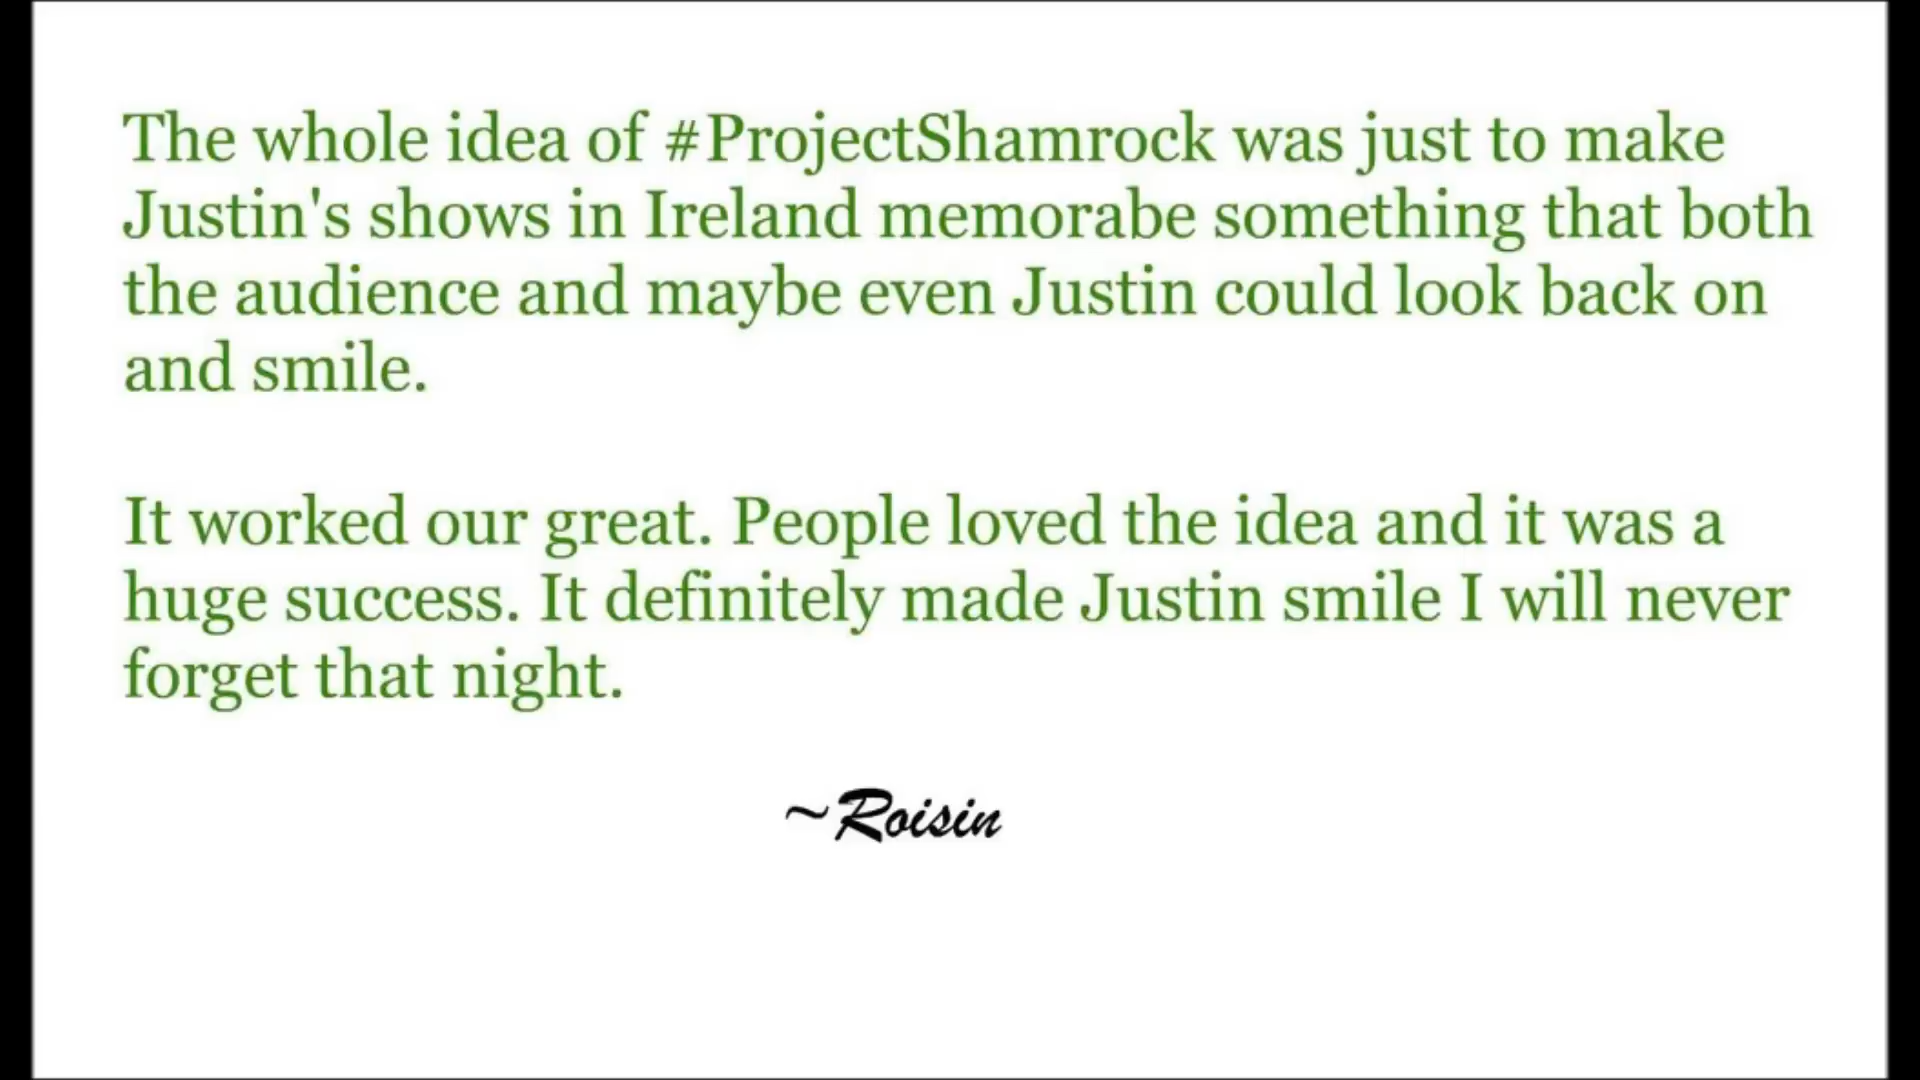 The whole idea of #ProjectShamrock was just to make
Justin's shows in Ireland memorabe something that both
the audience and maybe even Justin could look back on
and smile.
It worked our great. People loved the idea and it was a
huge success. It definitely made Justin smile I will never
forget that night.
~Roisin